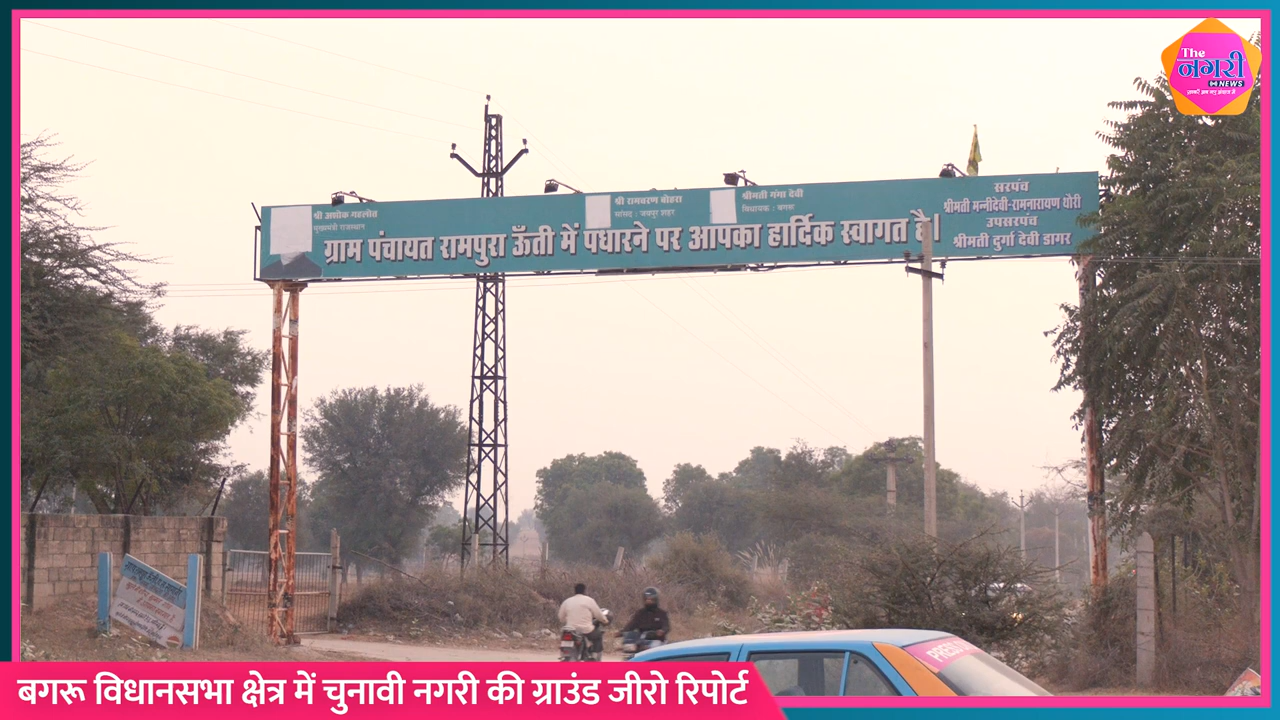 The
नगरी
NEWS
श्री अशोक गहलोत
मुख्यमंत्री राजस्थान
श्री रामचरण बोहरा
सांसद : जयपुर शहर
श्रीमती गंगा देवी
विधायक : बगरू
ग्राम पंचायत रामपुरा ऊँती में पधारने पर आपका हार्दिक स्वागत है।
सरपंच
श्रीमती मन्नीदेवी-रामनारायण थौरी
उपसरपंच
श्रीमती दुर्गा देवी डागर
PRESS
बगरू विधानसभा क्षेत्र में चुनावी नगरी की ग्राउंड जीरो रिपोर्ट